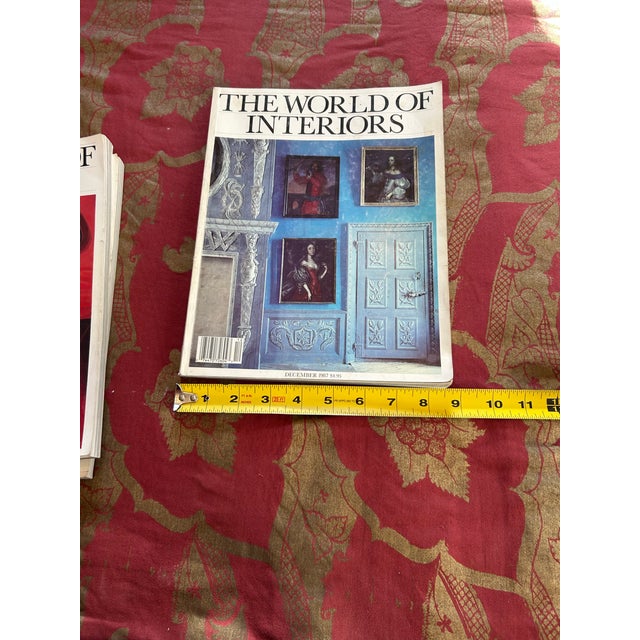 THE WORLD OF
INTERIORS
OF
DECEMBER 1987 $4.95
1 2 3 4 5 6 7 8 9 10 11